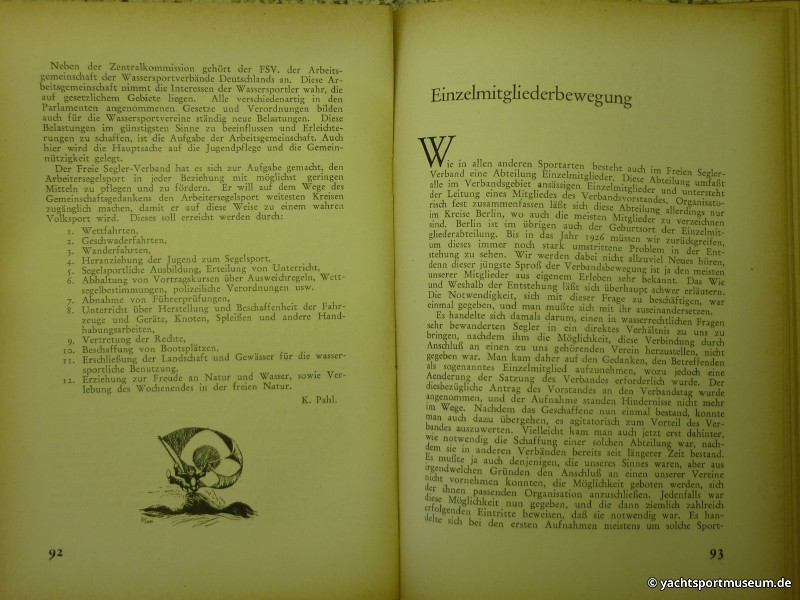 Neben der Zentralkommission gehört der FSV. der Arbeits-
gemeinschaft der Wassersportverbände Deutschlands an. Diese Ar-
beitsgemeinschaft nimmt die Interessen der Wassersportler wahr, die
auf gesetzlichem Gebiete liegen. Alle verschiedenartig in den
Parlamenten angenommenen Gesetze und Verordnungen bilden
auch für die Wassersportvereine ständig neue Belastungen. Diese
Belastungen im günstigsten Sinne zu beeinflussen und Erleichte-
rungen zu schaffen, ist die Aufgabe der Arbeitsgemeinschaft. Auch
hier wird die Hauptsache auf die Jugendpflege und die Gemein-
nützigkeit gelegt.
Der Freie Segler-Verband hat es sich zur Aufgabe gemacht, den
Arbeitersegelsport in jeder Beziehung mit möglichst geringen
Mitteln zu pflegen und zu fördern. Er will auf dem Wege des
Gemeinschaftsgedankens den Arbeitersegelsport weitesten Kreisen
zugänglich machen, damit er auf diese Weise zu einem wahren
Volksport wird. Dieses soll erreicht werden durch:
1. Wettfahrten,
2. Geschwaderfahrten,
3. Wanderfahrten,
4. Heranziehung der Jugend zum Segelsport,
5. Segelsportliche Ausbildung, Erteilung von Unterricht,
6. Abhaltung von Vortragskursen über Ausweichregeln, Wett-
segelbestimmungen, polizeiliche Verordnungen usw.
7. Abnahme von Führerprüfungen,
8. Unterricht über Herstellung und Beschaffenheit der Fahr-
zeuge und Geräte, Knoten, Spleißen und andere Hand-
habungsarbeiten,
9. Vertretung der Rechte,
10. Beschaffung von Bootsplätzen,
11. Erschließung der Landschaft und Gewässer für die wasser-
sportliche Benutzung,
12. Erziehung zur Freude an Natur und Wasser, sowie Ver-
lebung des Wochenendes in der freien Natur.
K. Pahl.
92
Einzelmitgliederbewegung
Wie in allen anderen Sportarten besteht auch im Freien Segler-
Verband eine Abteilung Einzelmitglieder. Diese Abteilung umfaßt
alle im Verbandsgebiet ansässigen Einzelmitglieder und untersteht
der Leitung eines Mitgliedes des Verbandsvorstandes. Organisato-
risch fest zusammenfassen läßt sich diese Abteilung allerdings nur
im Kreise Berlin, wo auch die meisten Mitglieder zu verzeichnen
sind. Berlin ist im übrigen auch der Geburtsort der Einzelmit-
gliederabteilung. Bis in das Jahr 1926 müssen wir zurückgreifen,
um dieses immer noch stark umstrittene Problem in der Ent-
stehung zu sehen. Wir werden dabei nicht allzuviel Neues hören,
denn dieser jüngste Sproß der Verbandsbewegung ist ja den meisten
unserer Mitglieder aus eigenem Erleben sehr bekannt. Das Wie
und Weshalb der Entstehung läßt sich überhaupt schwer erläutern.
Die Notwendigkeit, sich mit dieser Frage zu beschäftigen, war
einmal gegeben, und man mußte sich mit ihr auseinandersetzen.
Es handelte sich damals darum, einen in wasserrechtlichen Fragen
sehr bewanderten Segler in ein direktes Verhältnis zu uns zu
bringen, nachdem ihm die Möglichkeit, diese Verbindung durch
Anschluß an einen zu uns gehörenden Verein herzustellen, nicht
gegeben war. Man kam daher auf den Gedanken, den Betreffenden
als sogenanntes Einzelmitglied aufzunehmen, wozu jedoch eine
Aenderung der Satzung des Verbandes erforderlich wurde. Der
diesbezügliche Antrag des Vorstandes an den Verbandstag wurde
angenommen, und der Aufnahme standen Hindernisse nicht mehr
im Wege. Nachdem das Geschaffene nun einmal bestand, konnte
man auch dazu übergehen, es agitatorisch zum Vorteil des Ver-
bandes auszuwerten. Vielleicht kam man auch jetzt erst dahinter,
wie notwendig die Schaffung einer solchen Abteilung war, nach-
dem sie in anderen Verbänden bereits seit längerer Zeit bestand.
Es mußte ja auch denjenigen, die unseres Sinnes waren, aber aus
irgendwelchen Gründen den Anschluß an einen unserer Vereine
nicht vornehmen konnten, die Möglichkeit geboten werden, sich
der ihnen passenden Organisation anzuschließen. Jedenfalls war
diese Möglichkeit nun gegeben, und die dann ziemlich zahlreich
erfolgenden Eintritte beweisen, daß sie notwendig war. Es han-
delte sich bei den ersten Aufnahmen meistens um solche Sport-
93
© yachtsportmuseum.de